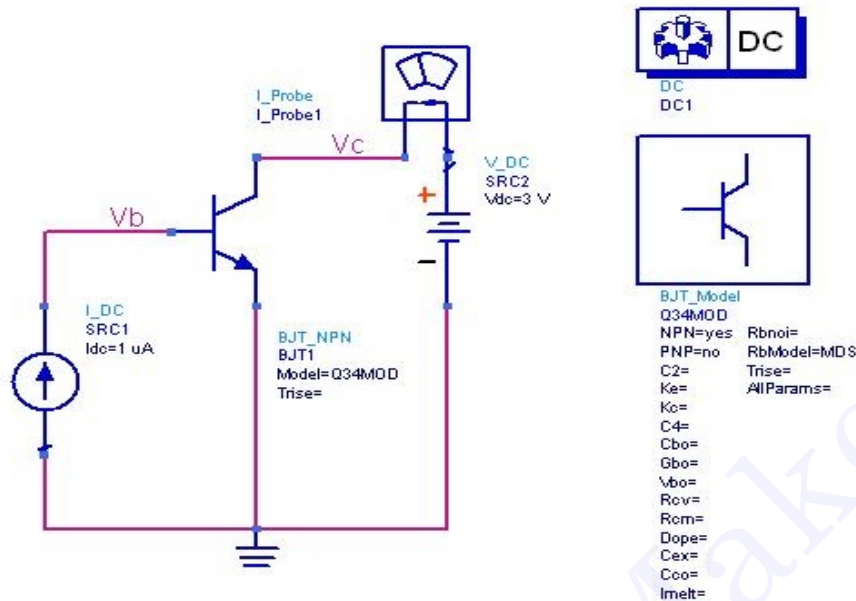 I_Probe
I_Probe1
Vc
V_DC
SRC2
Vdc=3 V
+
−
Vb
I_DC
SRC1
Idc=1 uA
BJT_NPN
BJT1
Model=Q34MOD
Trise=
DC
DC
DC1
BJT_Model
Q34MOD
NPN=yes Rbnoi=
PNP=no RbModel=MDS
C2= Trise=
Ke= AllParams=
Kc=
C4=
Cbo=
Gbo=
Vbo=
Rcv=
Rcm=
Dope=
Cex=
Cco=
Imelt=